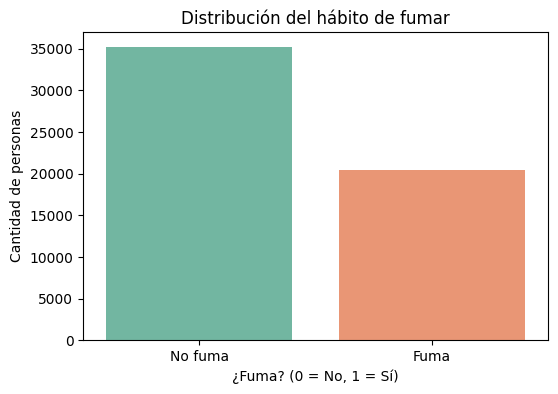 Distribución del hábito de fumar
Cantidad de personas
35000
30000
25000
20000
15000
10000
5000
0
No fuma
Fuma
¿Fuma? (0 = No, 1 = Sí)